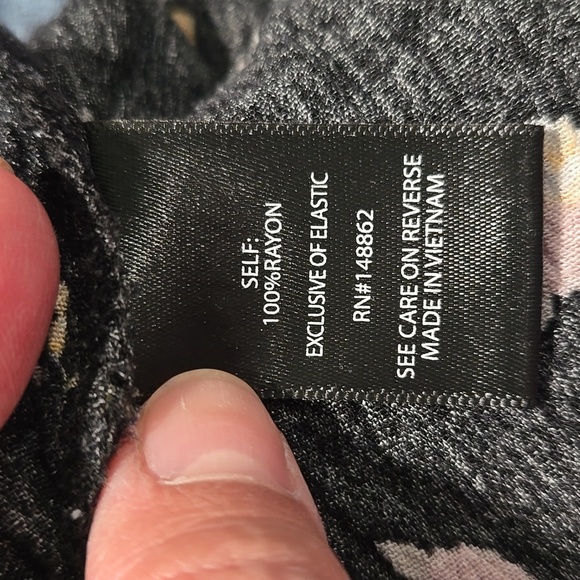 SELF:
100%RAYON
EXCLUSIVE OF ELASTIC
RN#148862
SEE CARE ON REVERSE
MADE IN VIETNAM